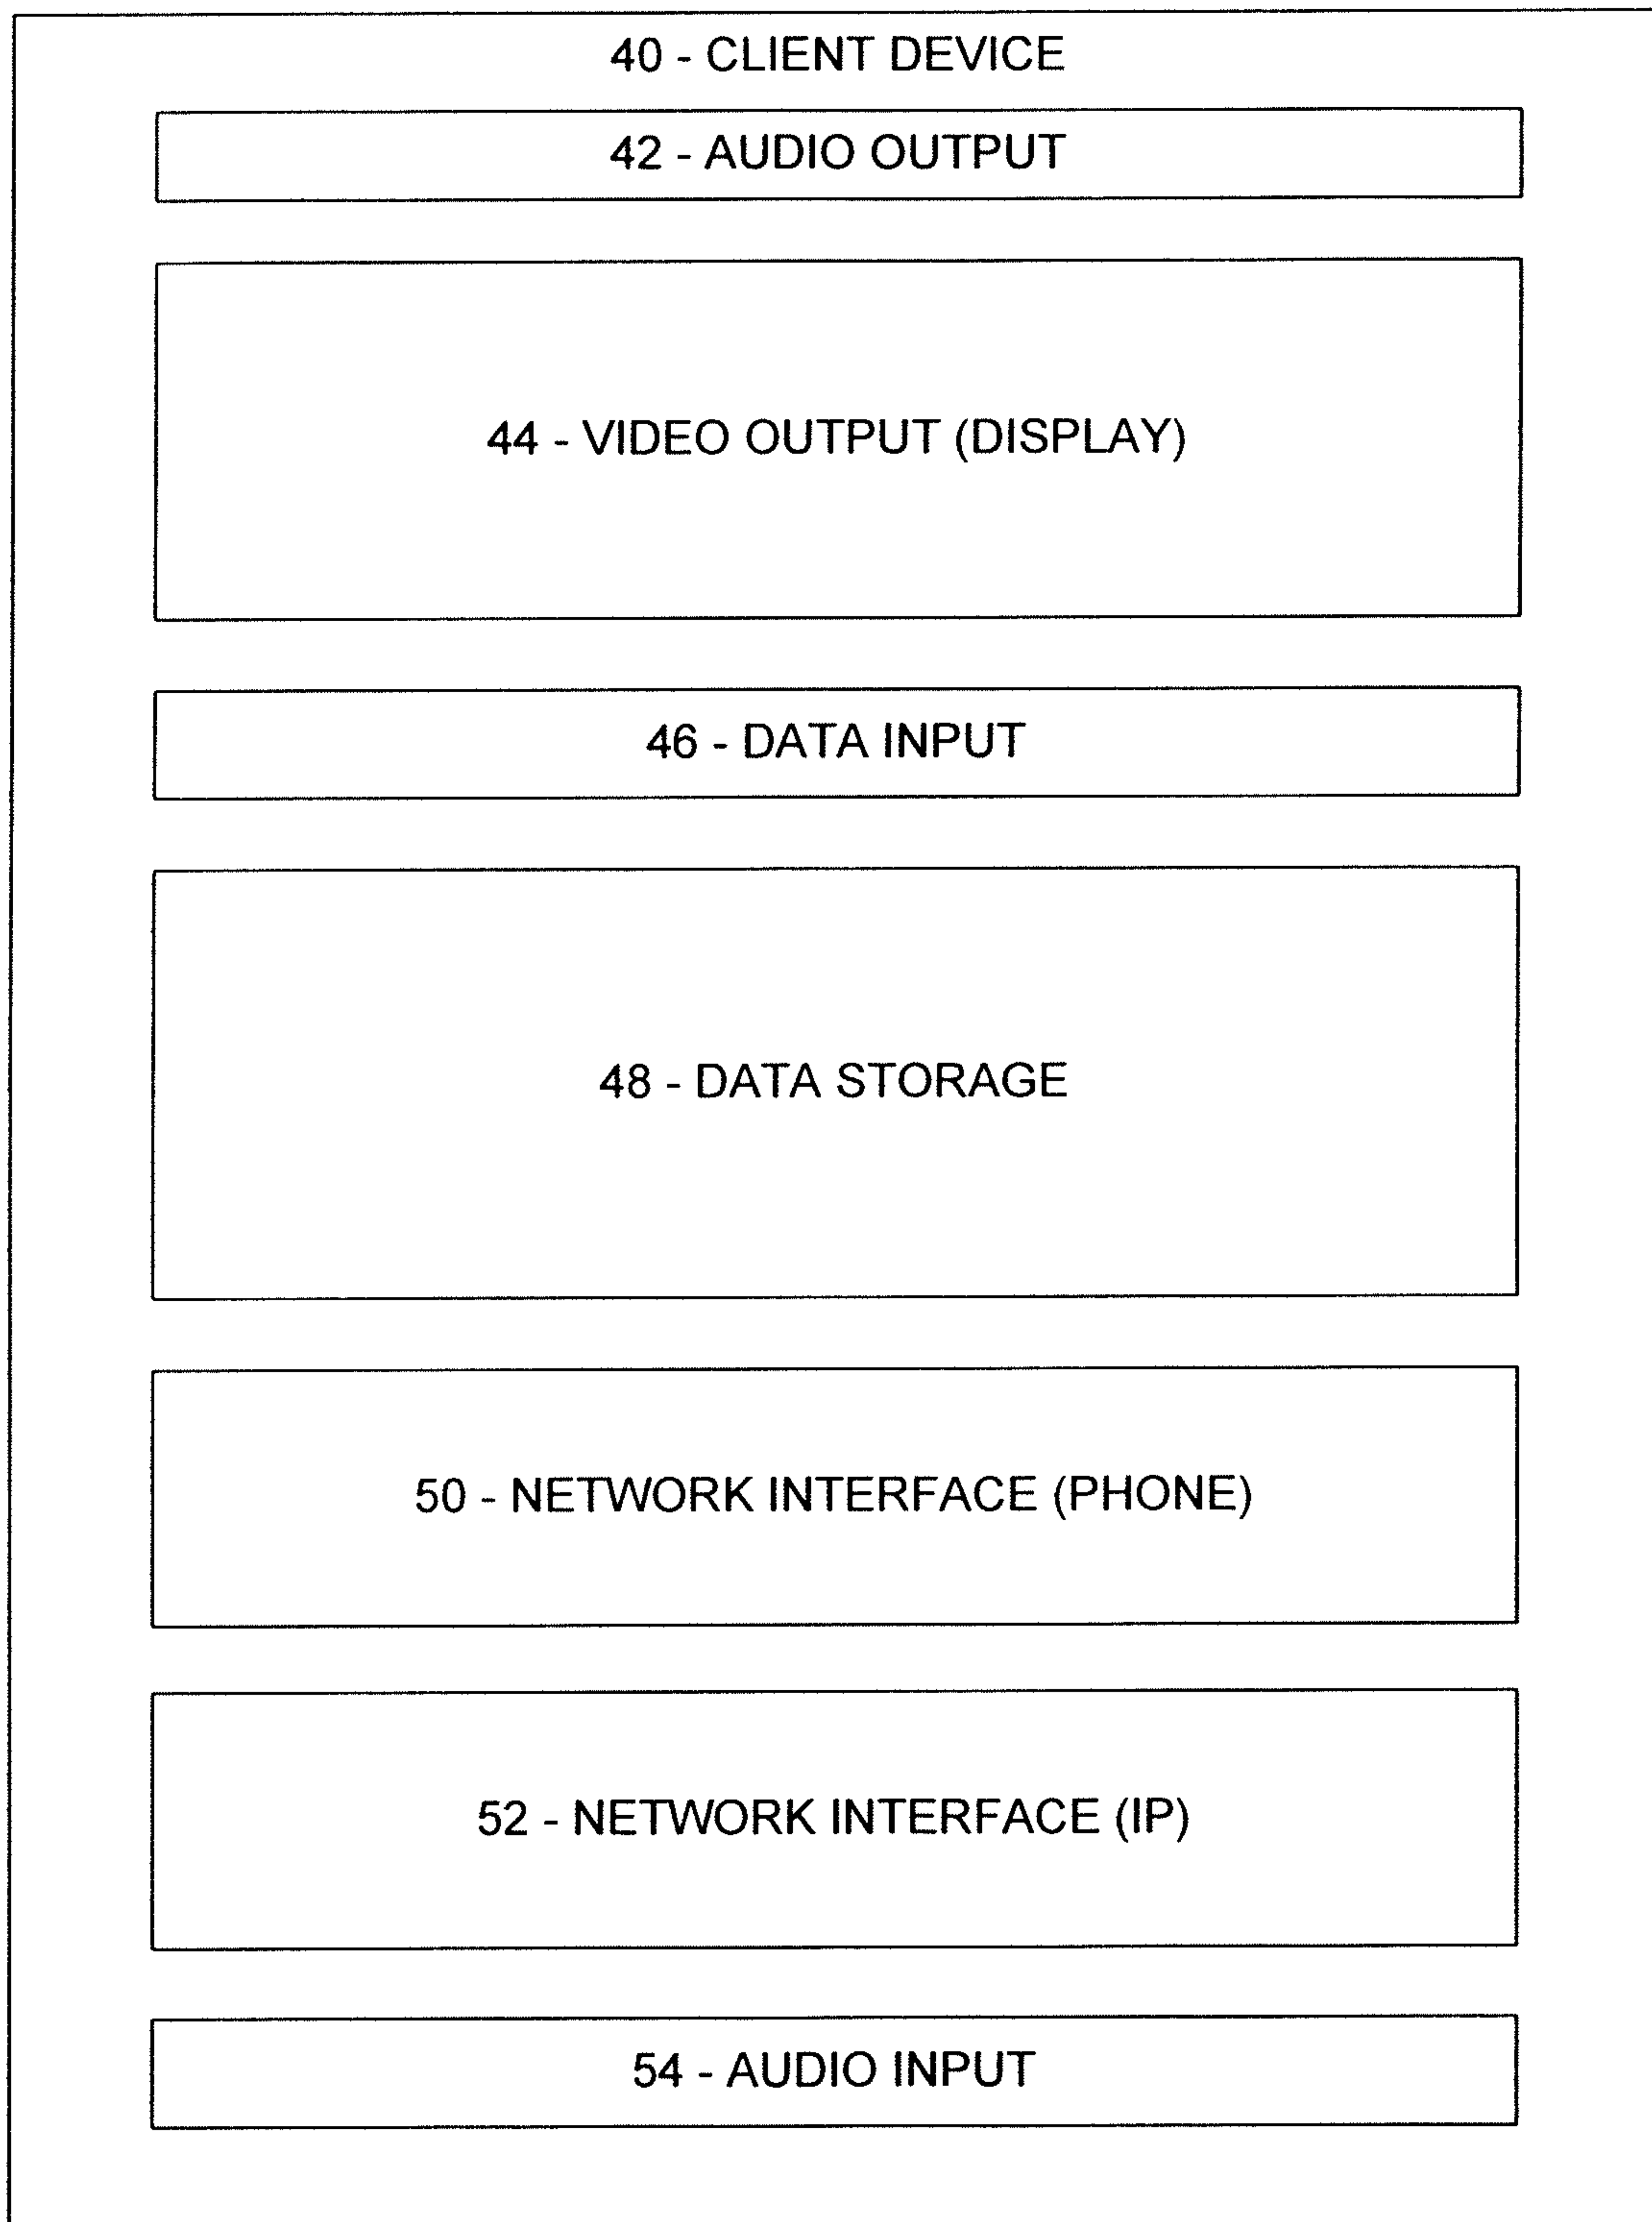 40 - CLIENT DEVICE
42 - AUDIO OUTPUT
44 - VIDEO OUTPUT (DISPLAY)
46 - DATA INPUT
48 - DATA STORAGE
50 - NETWORK INTERFACE (PHONE)
52 - NETWORK INTERFACE (IP)
54 - AUDIO INPUT